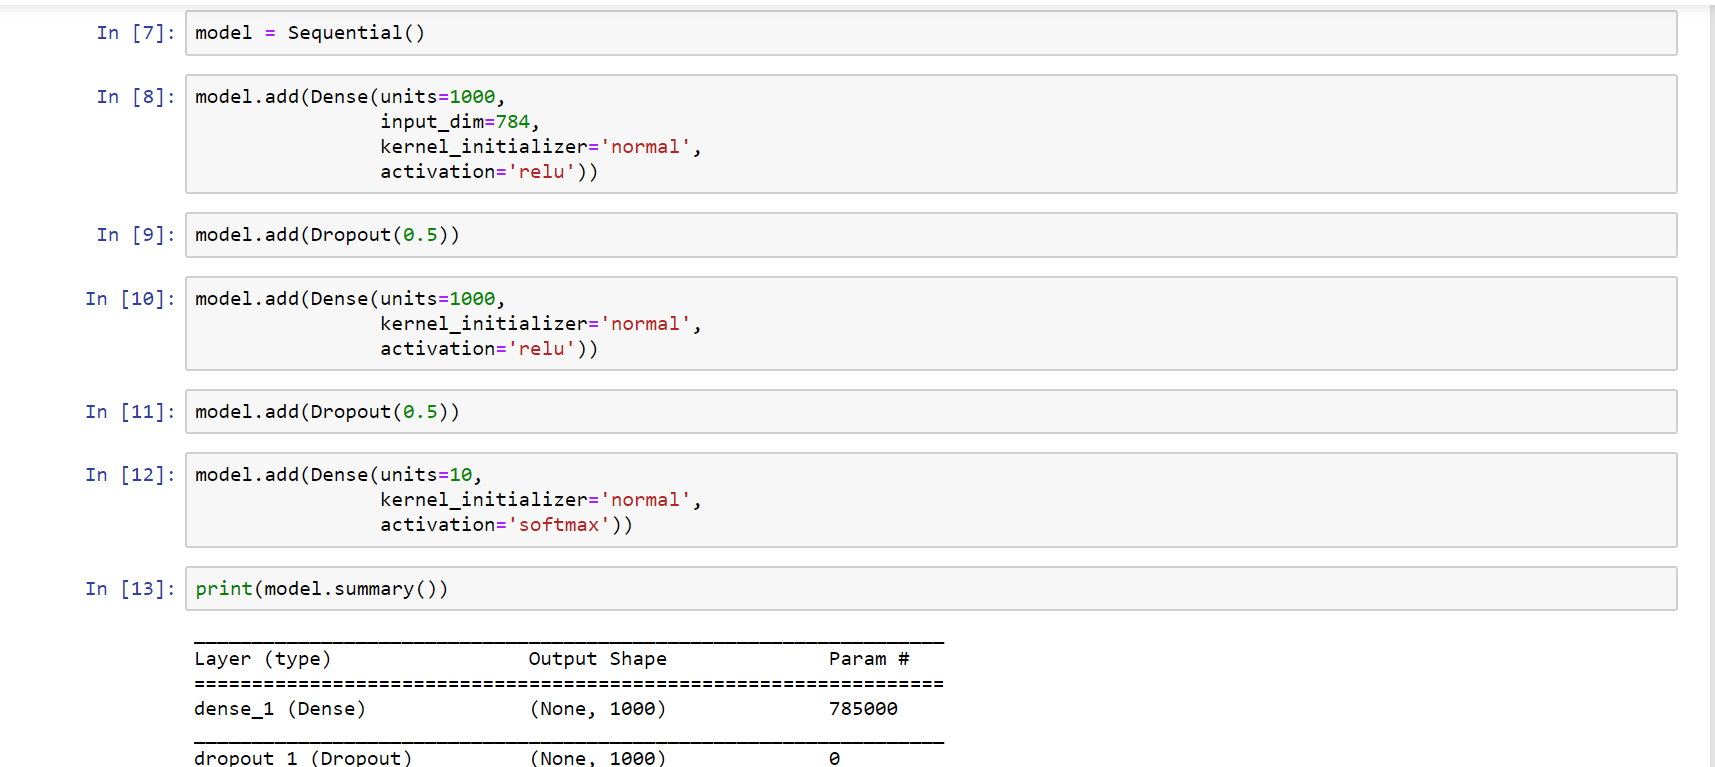 In [7]: model = Sequential()
In [8]: model.add(Dense(units=1000,
input_dim=784,
kernel_initializer='normal',
activation='relu'))
In [9]: model.add(Dropout(0.5))
In [10]: model.add(Dense(units=1000,
kernel_initializer='normal',
activation='relu'))
In [11]: model.add(Dropout(0.5))
In [12]: model.add(Dense(units=10,
kernel_initializer='normal',
activation='softmax'))
In [13]: print(model.summary())
_________________________________________________________________
Layer (type) Output Shape Param #
=================================================================
dense_1 (Dense) (None, 1000) 785000
_________________________________________________________________
dropout_1 (Dropout) (None, 1000) 0